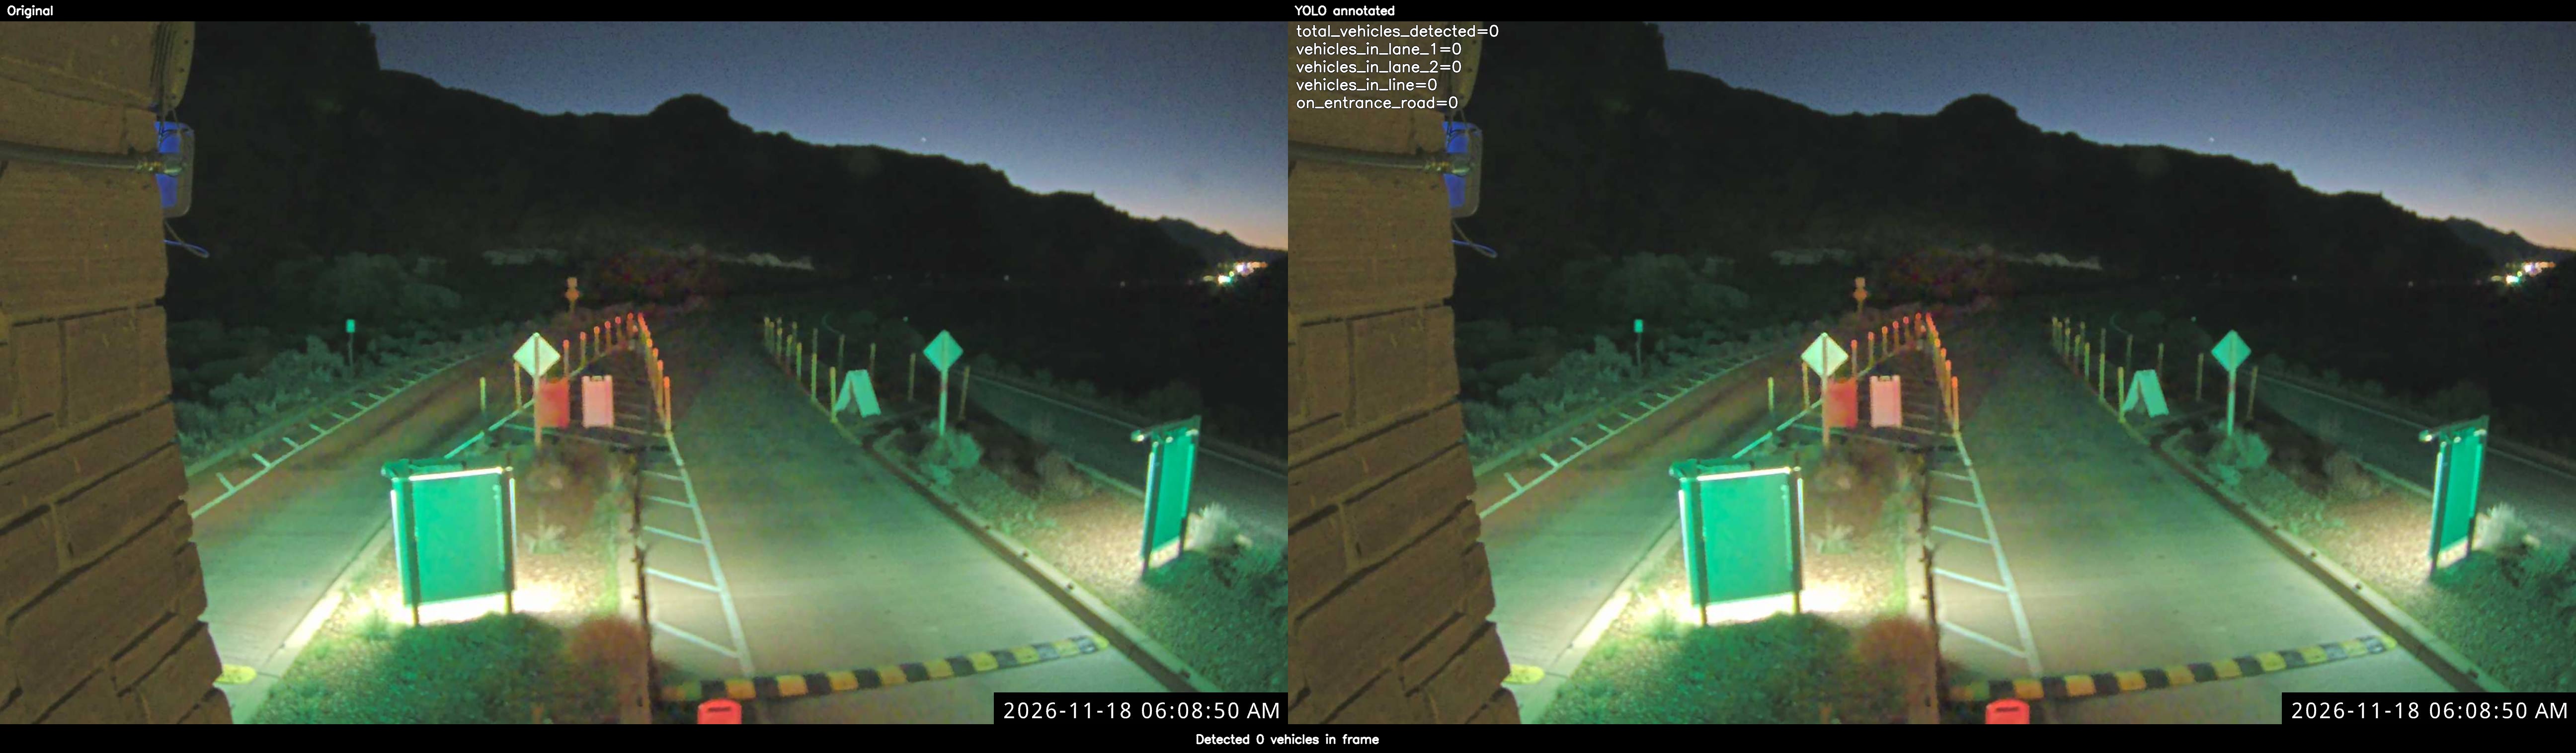 Original
YOLO annotated
total_vehicles_detected=0
vehicles_in_lane_1=0
vehicles_in_lane_2=0
vehicles_in_line=0
on_entrance_road=0
2026-11-18 06:08:50 AM
2026-11-18 06:08:50 AM
Detected 0 vehicles in frame